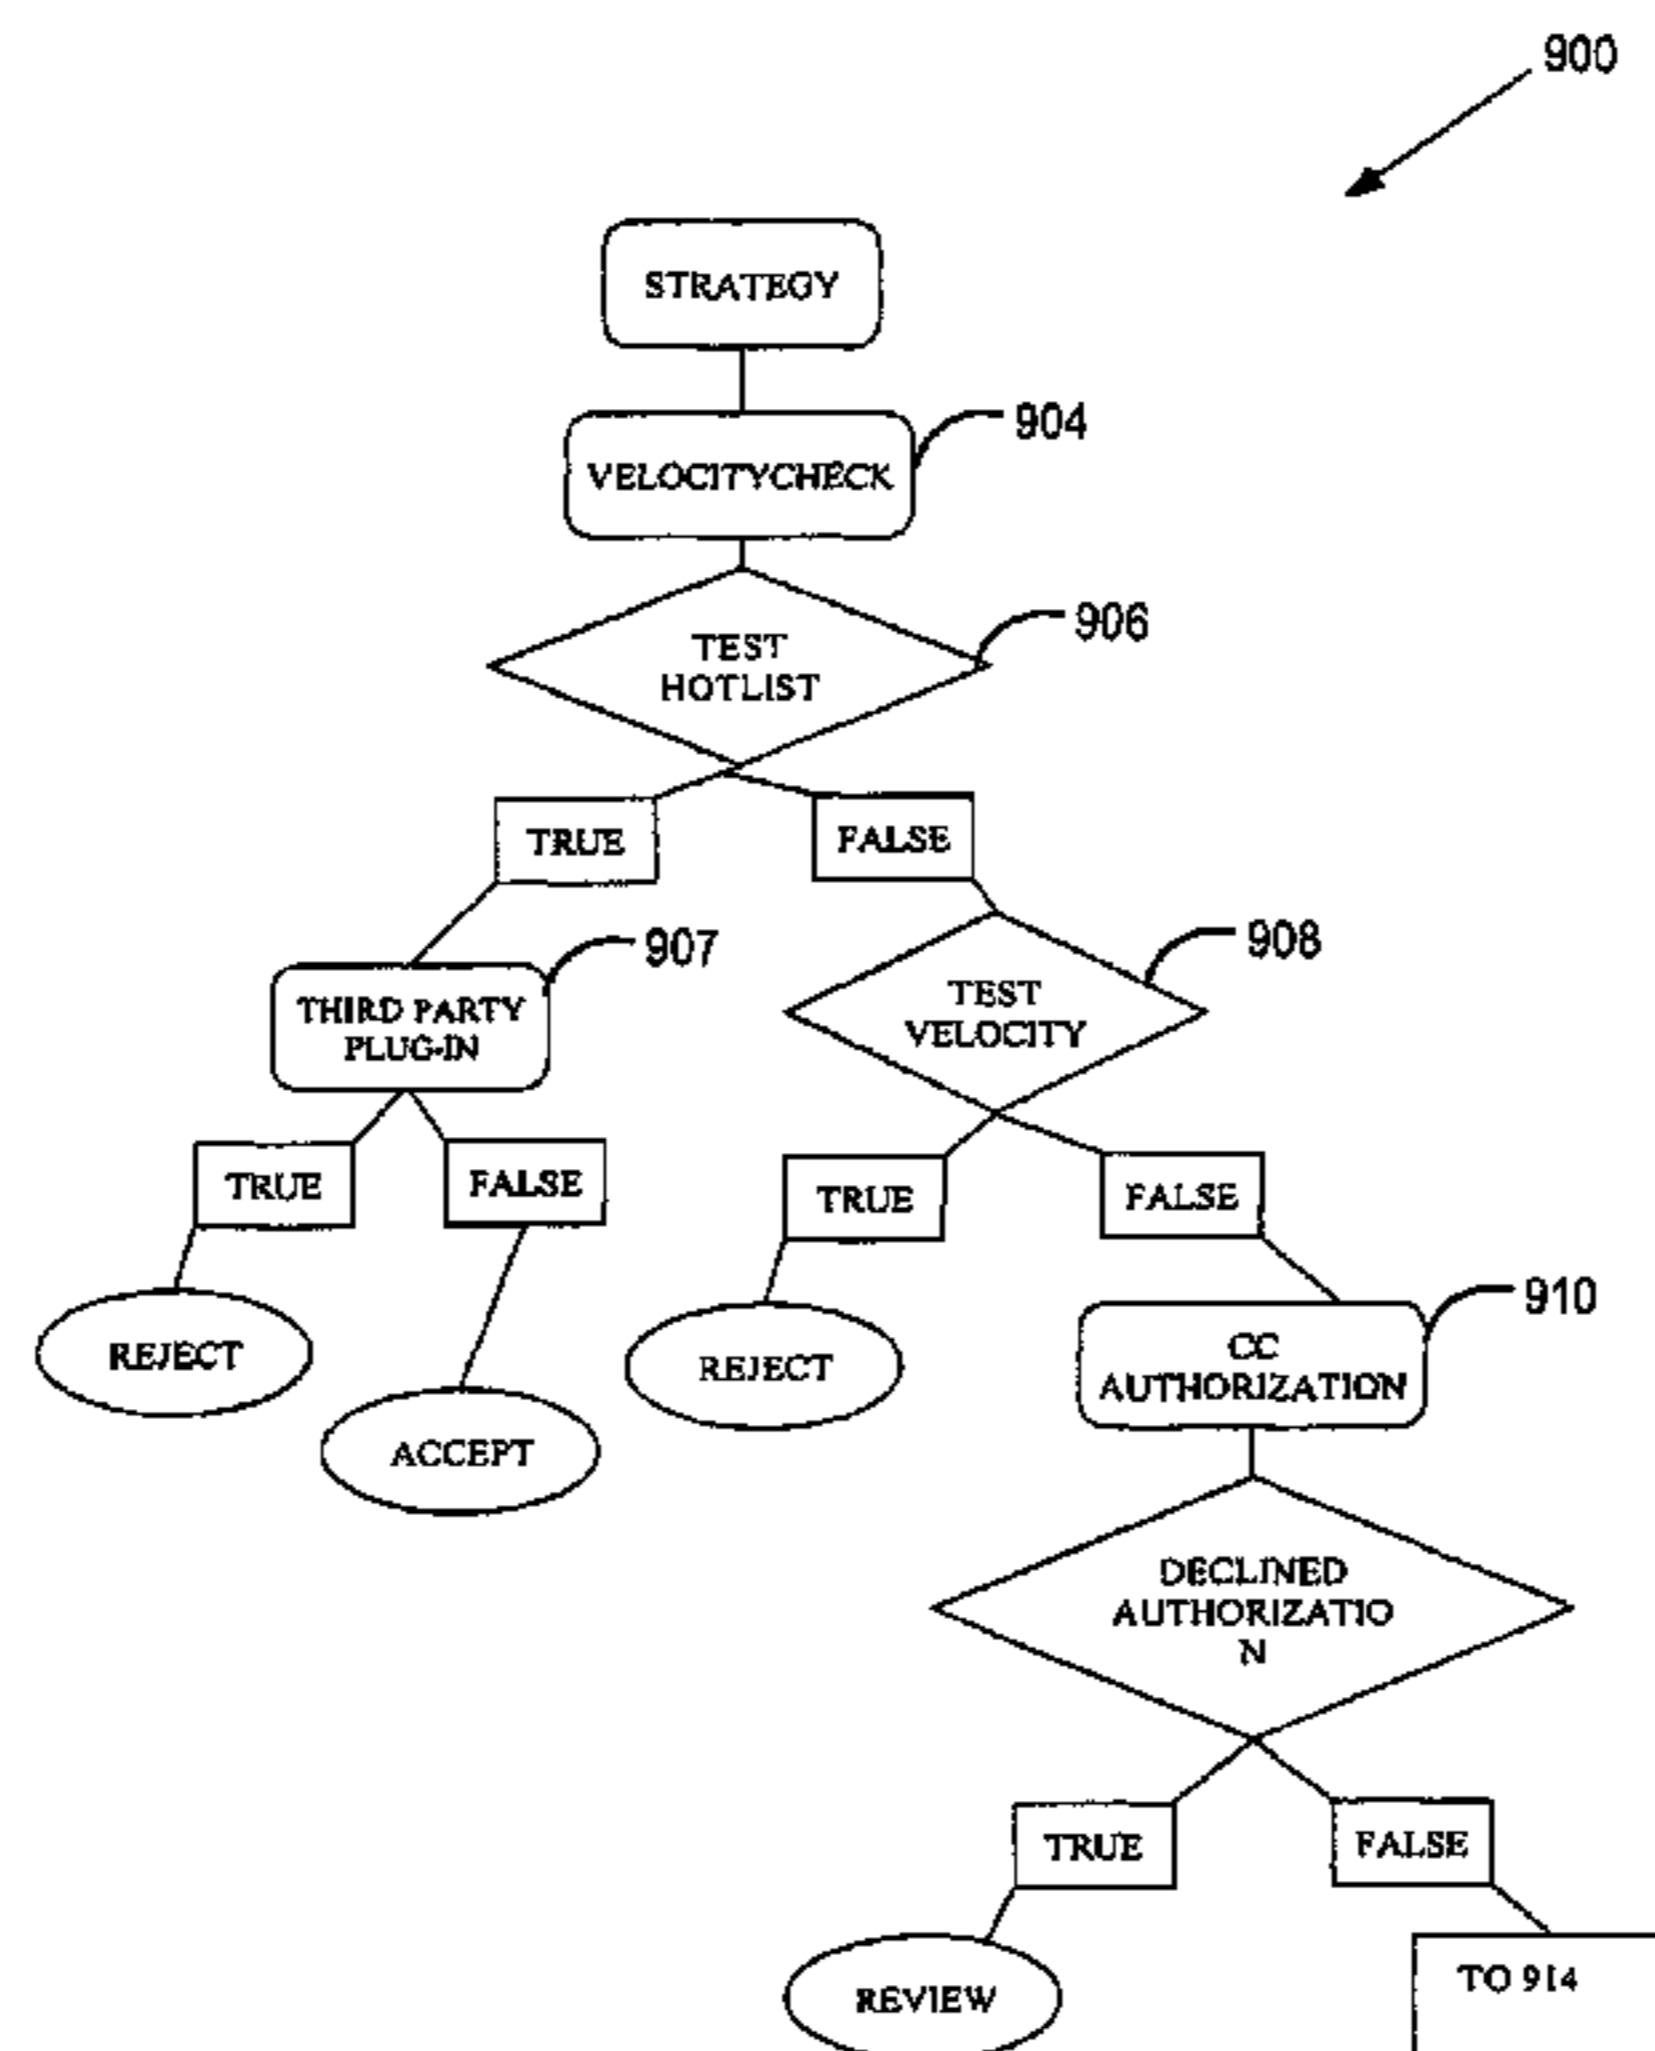 900
STRATEGY
VELOCITYCHECK
904
TEST
HOTLIST
906
TRUE
FALSE
THIRD PARTY
PLUG-IN
907
TEST
VELOCITY
908
TRUE
FALSE
TRUE
FALSE
REJECT
ACCEPT
REJECT
CC
AUTHORIZATION
910
DECLINED
AUTHORIZATIO
N
TRUE
FALSE
REVIEW
TO 914